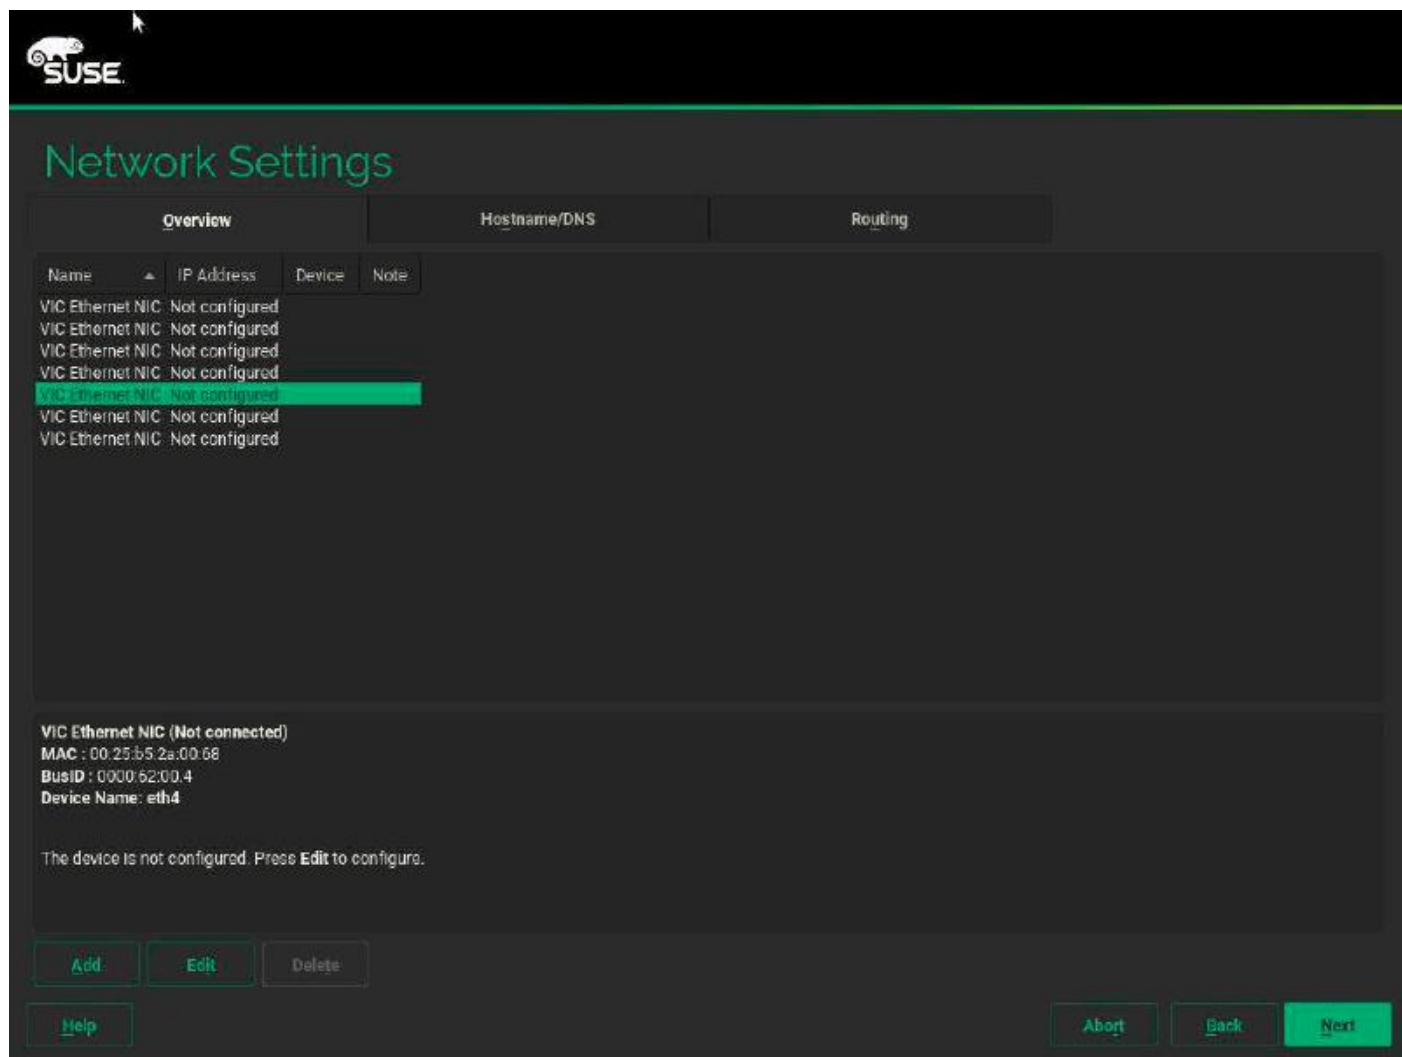 SUSE.
Network Settings
Overview Hostname/DNS Routing
Name IP Address Device Note
VIC Ethernet NIC Not configured
VIC Ethernet NIC Not configured
VIC Ethernet NIC Not configured
VIC Ethernet NIC Not configured
VIC Ethernet NIC Not configured
VIC Ethernet NIC Not configured
VIC Ethernet NIC Not configured
VIC Ethernet NIC (Not connected)
MAC : 00:25:b5:2a:00:68
BusID : 0000:62:00.4
Device Name: eth4
The device is not configured. Press Edit to configure.
Add Edit Delete
Help Abort Back Next